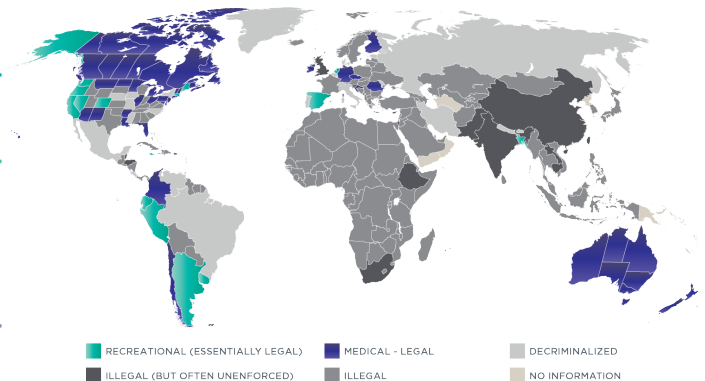 RECREATIONAL (ESSENTIALLY LEGAL) MEDICAL - LEGAL DECRIMINALIZED
ILLEGAL (BUT OFTEN UNENFORCED) ILLEGAL NO INFORMATION